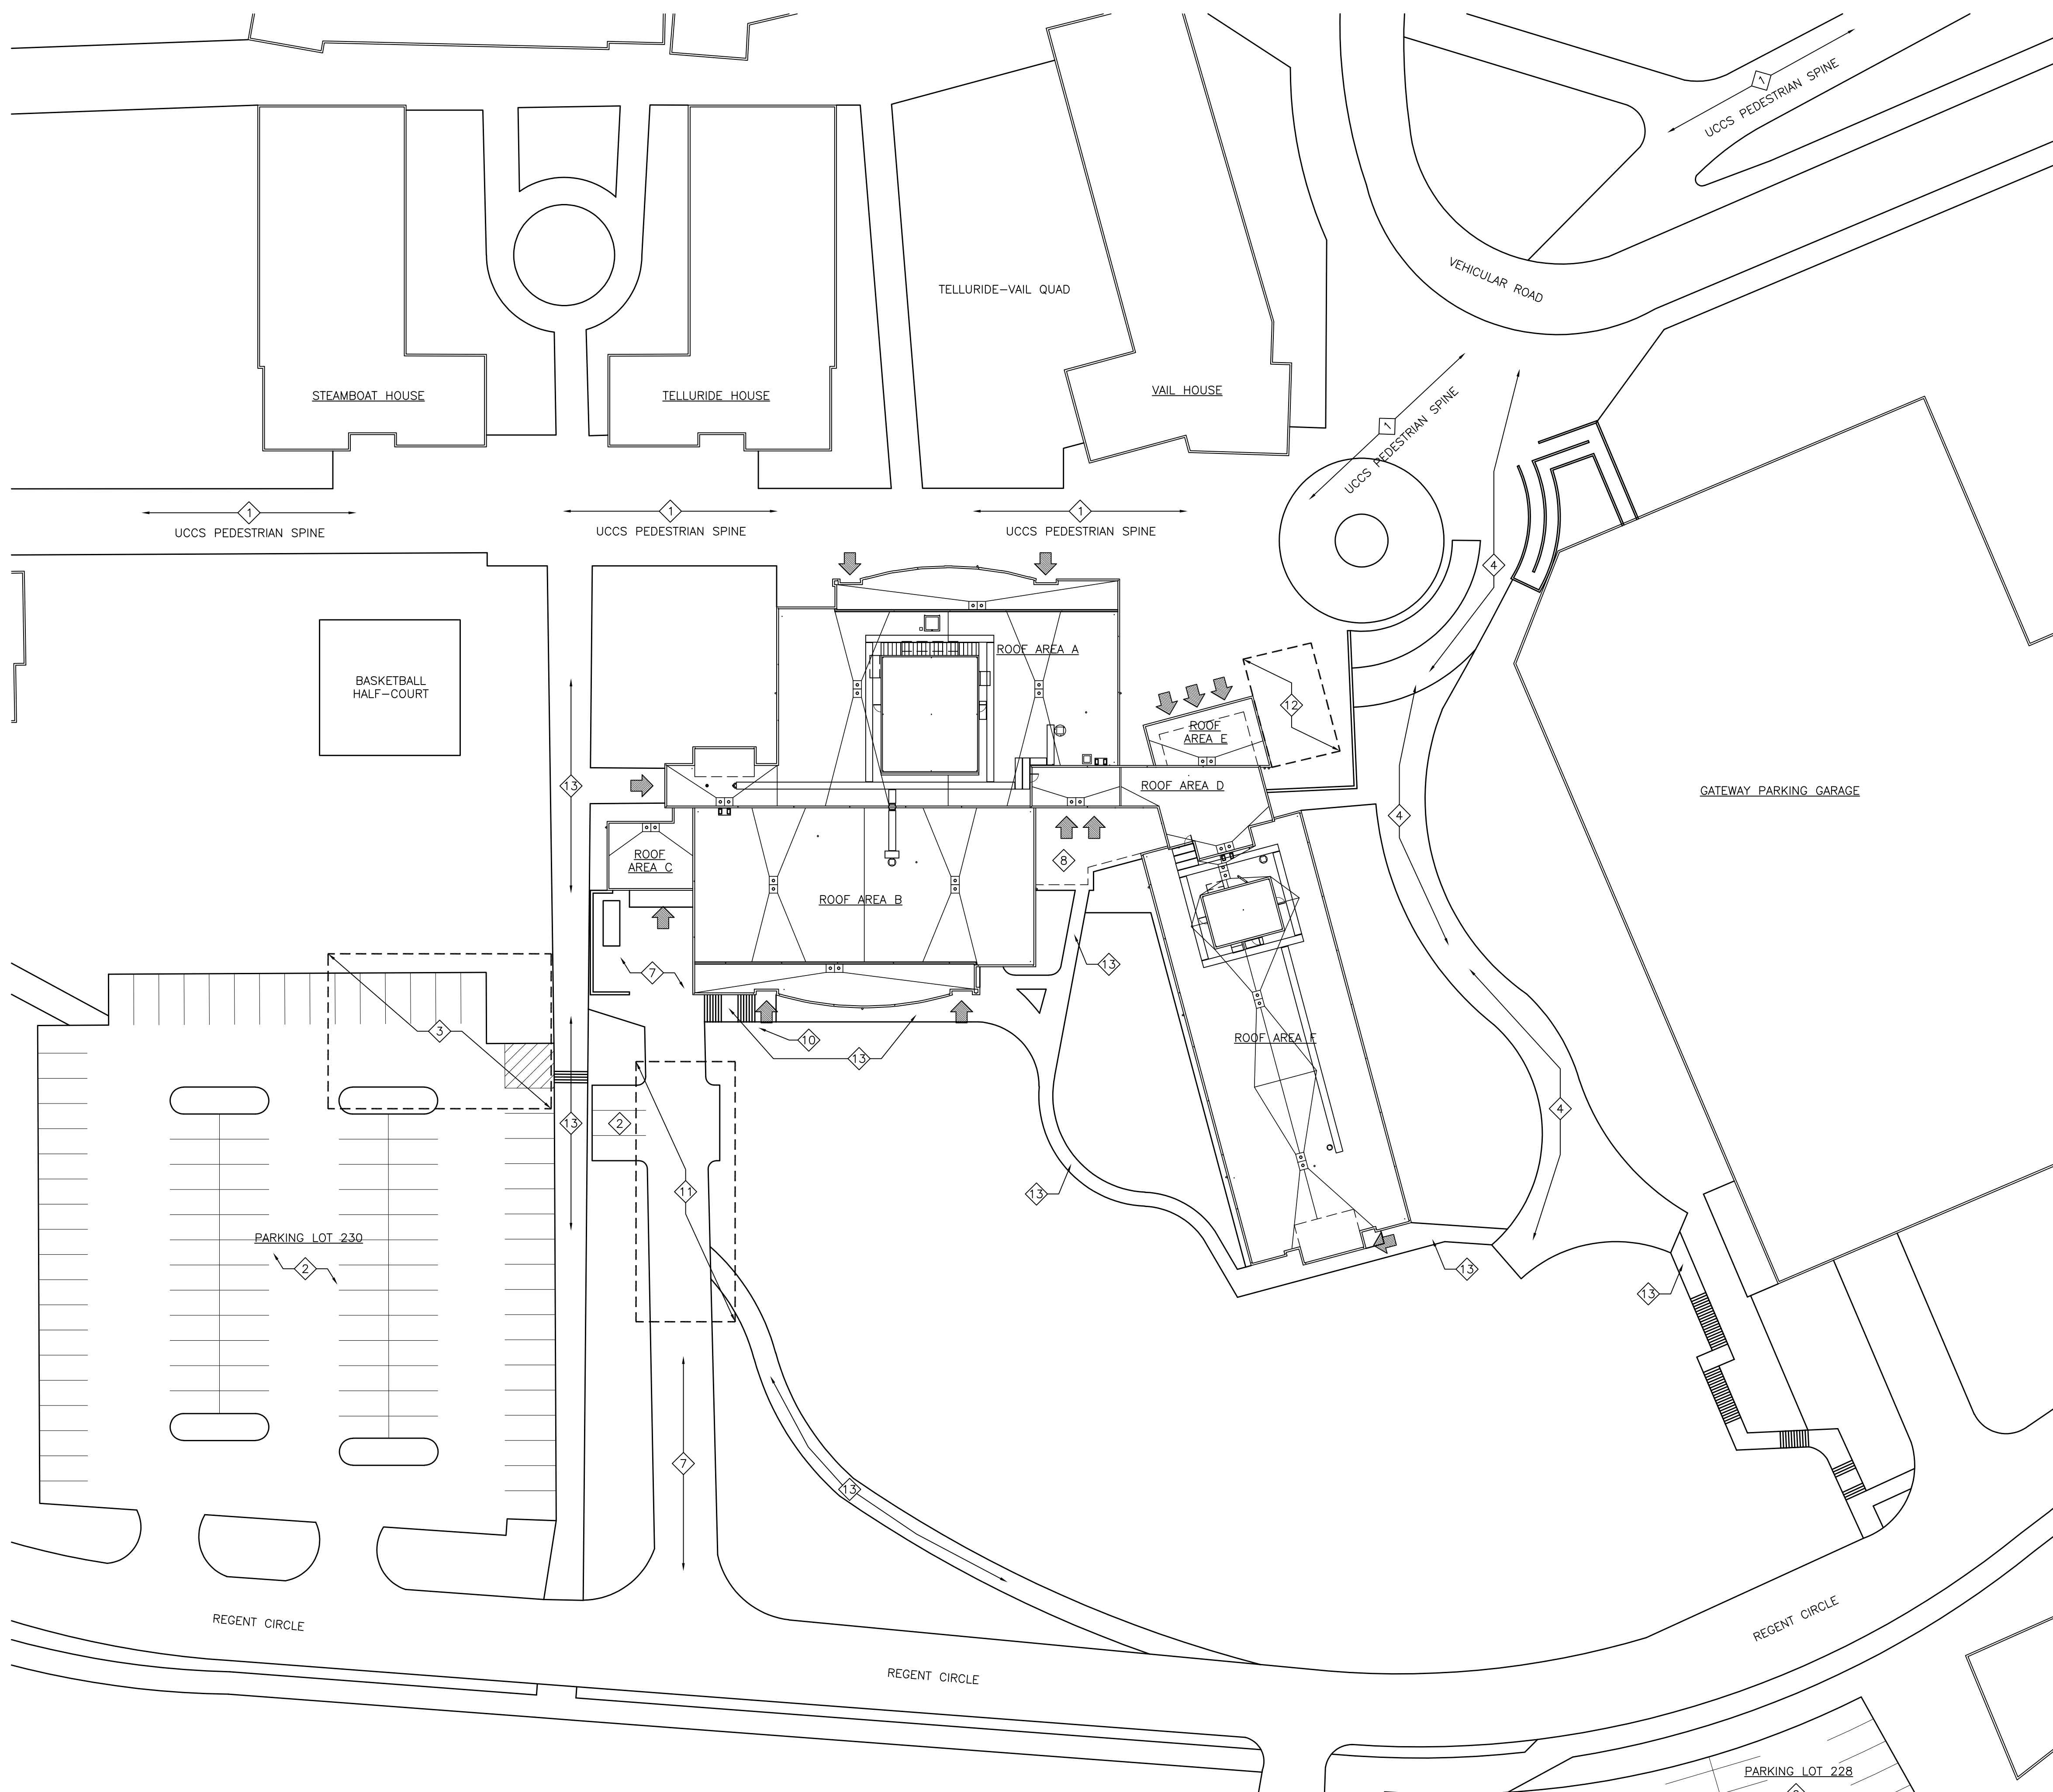 1
UCCS PEDESTRIAN SPINE
TELLURIDE-VAIL QUAD
VEHICULAR ROAD
STEAMBOAT HOUSE
TELLURIDE HOUSE
VAIL HOUSE
1
UCCS PEDESTRIAN SPINE
1
UCCS PEDESTRIAN SPINE
1
UCCS PEDESTRIAN SPINE
1
UCCS PEDESTRIAN SPINE
4
BASKETBALL
HALF-COURT
ROOF AREA A
12
ROOF
AREA E
13
ROOF AREA D
GATEWAY PARKING GARAGE
4
ROOF
AREA C
8
ROOF AREA B
13
7
3
10
13
ROOF AREA F
13
2
4
11
13
PARKING LOT 230
2
13
13
7
13
REGENT CIRCLE
REGENT CIRCLE
REGENT CIRCLE
PARKING LOT 228